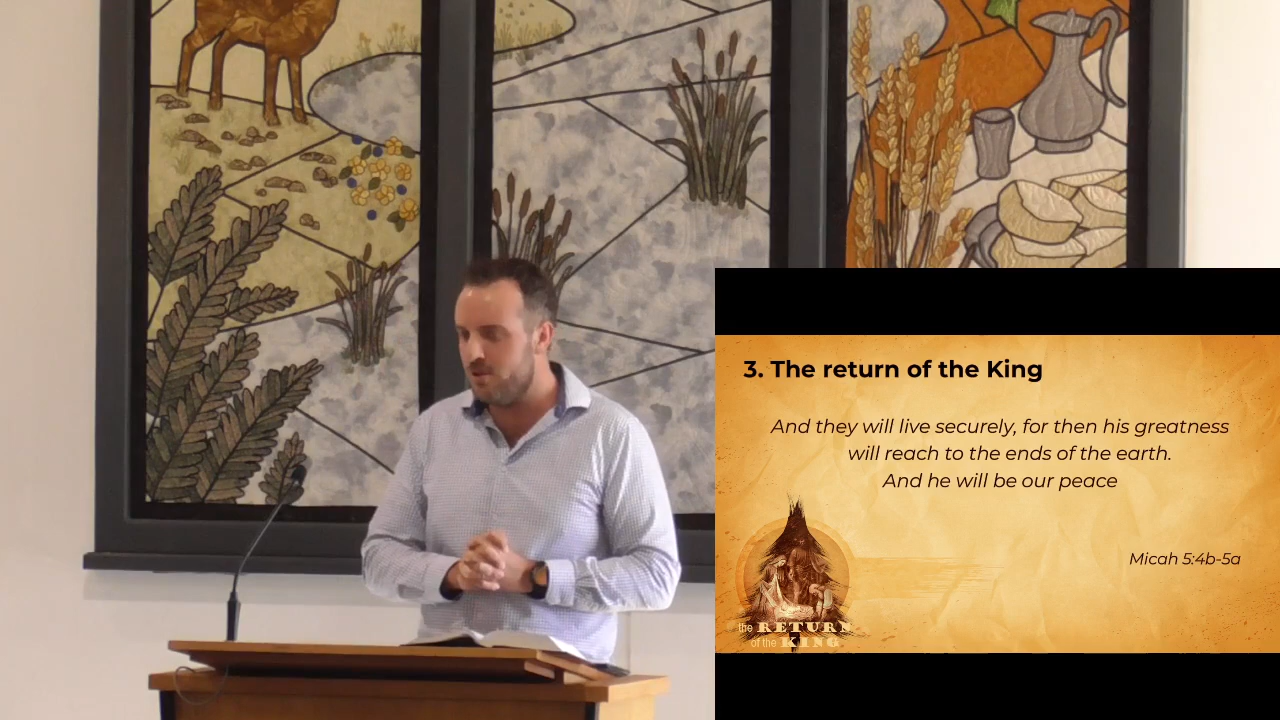 3. The return of the King
And they will live securely, for then his greatness
will reach to the ends of the earth.
And he will be our peace
Micah 5:4b-5a
the RETURN
of the KING